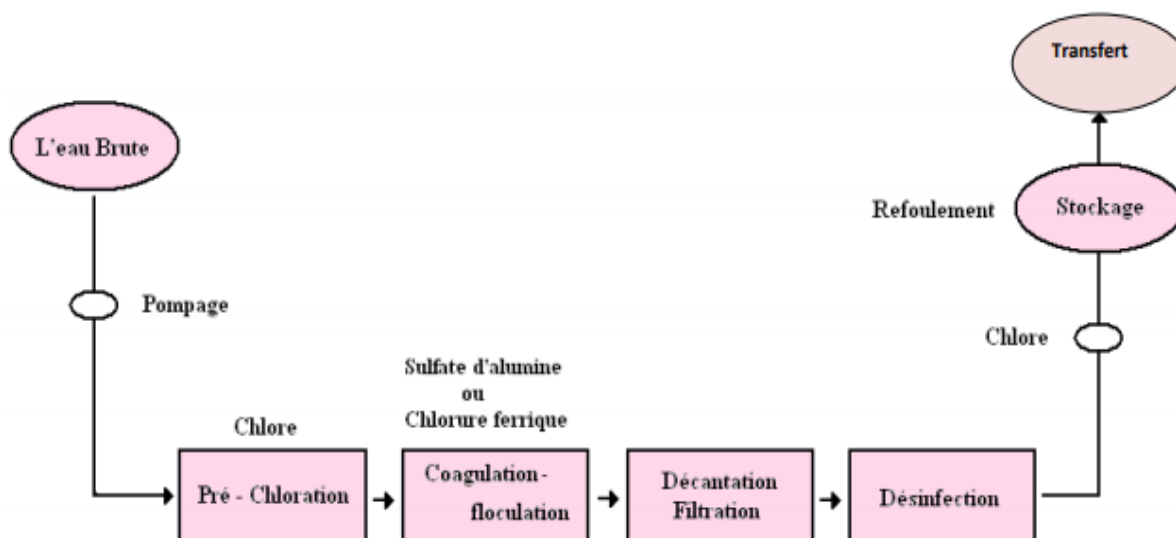 Transfert
L'eau Brute
Refoulement
Stockage
Pompage
Chlore
Sulfate d'alumine
ou
Chlorure ferrique
Chlore
Pré - Chloration
Coagulation -
floculation
Décantation
Filtration
Désinfection